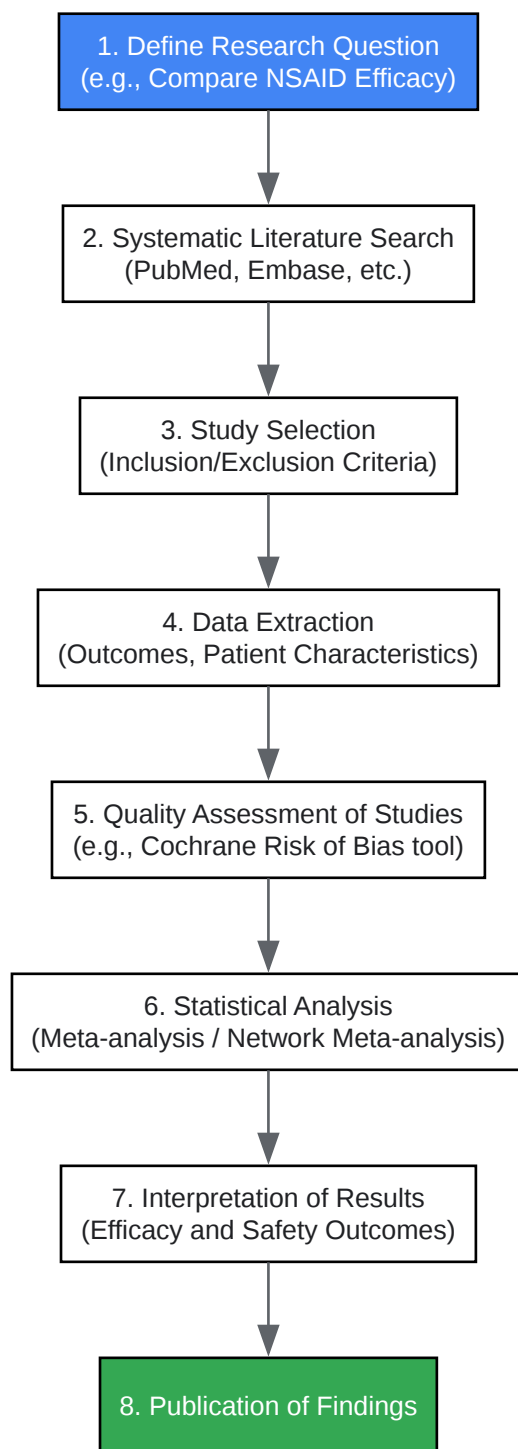 1. Define Research Question
(e.g., Compare NSAID Efficacy)
2. Systematic Literature Search
(PubMed, Embase, etc.)
3. Study Selection
(Inclusion/Exclusion Criteria)
4. Data Extraction
(Outcomes, Patient Characteristics)
5. Quality Assessment of Studies
(e.g., Cochrane Risk of Bias tool)
6. Statistical Analysis
(Meta-analysis / Network Meta-analysis)
7. Interpretation of Results
(Efficacy and Safety Outcomes)
8. Publication of Findings